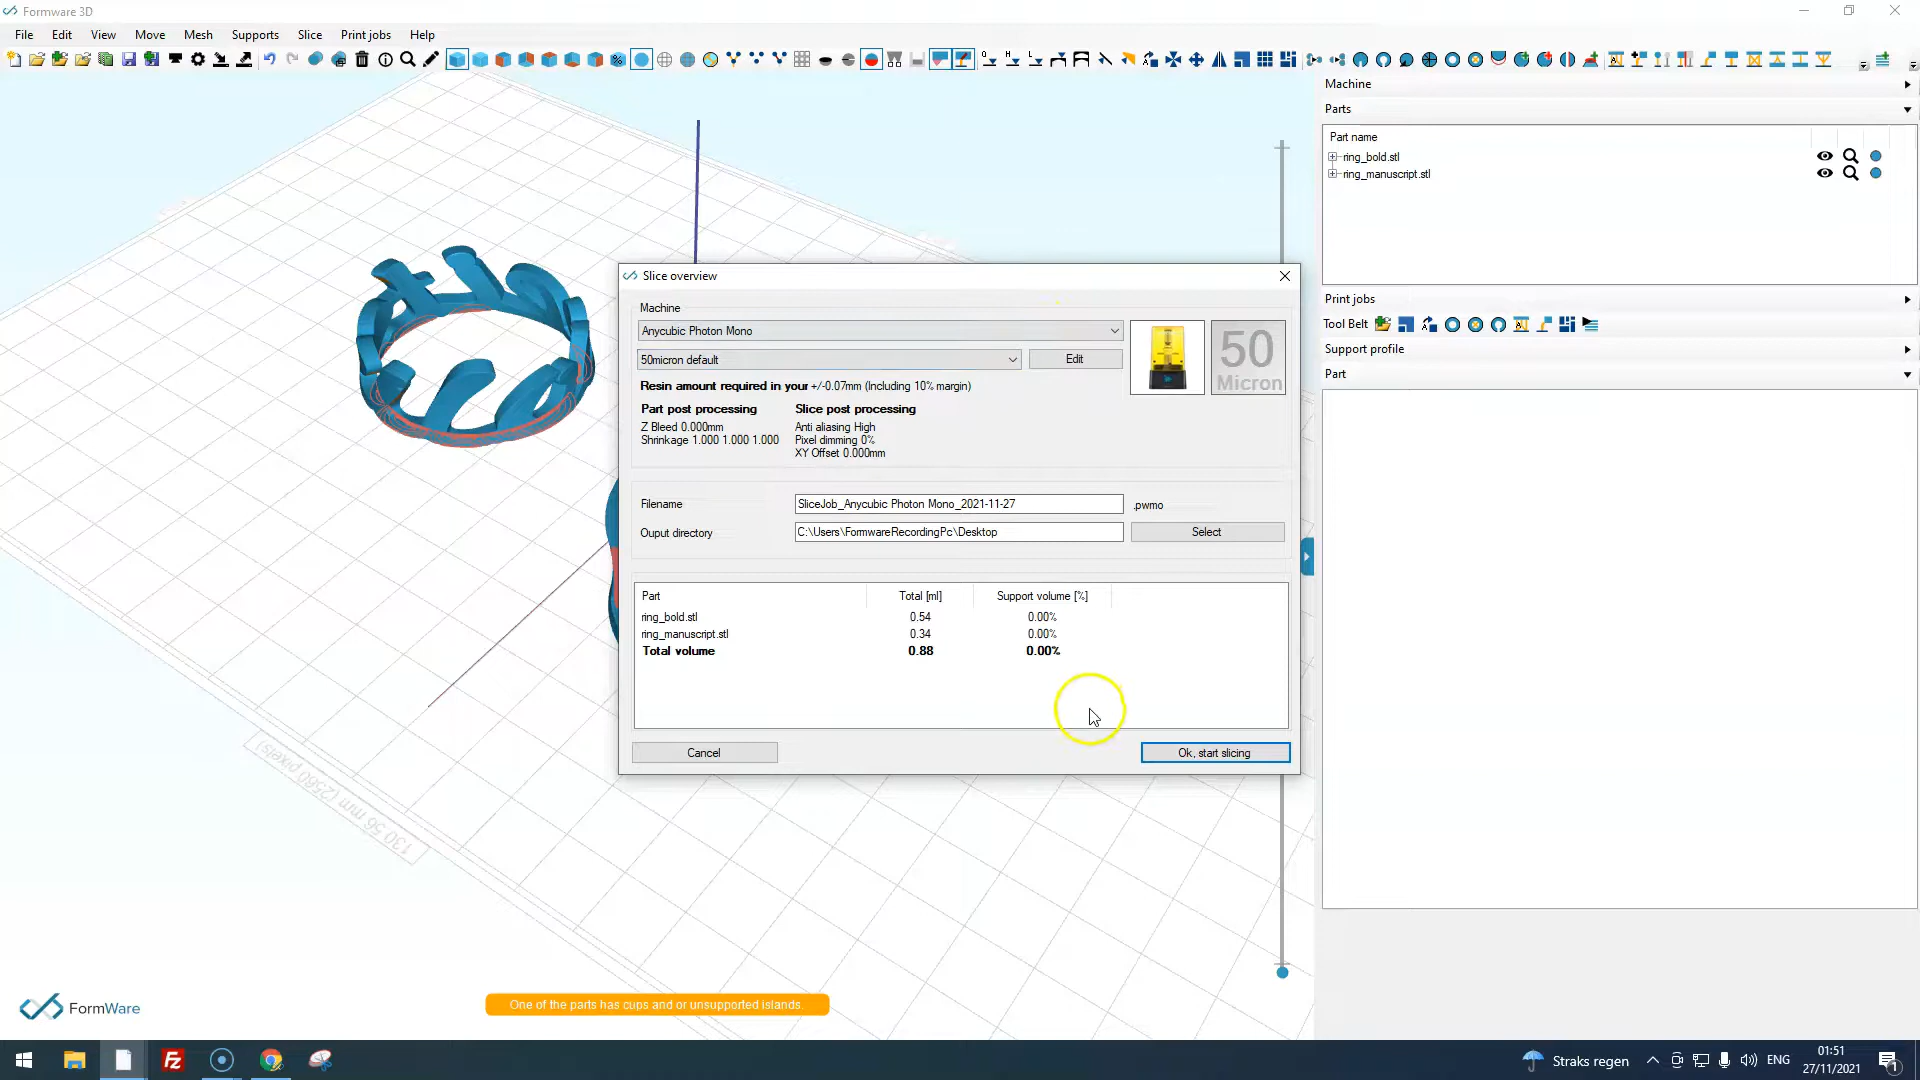 Formware 3D
File Edit View Move Mesh Supports Slice Print jobs Help
Machine
Parts
Part name
ring_bold.stl
ring_manuscript.stl
Print jobs
Tool Belt
Support profile
Part
Slice overview
Machine
Anycubic Photon Mono
50micron default
Edit
50
Micron
Resin amount required in your +/-0.07mm (Including 10% margin)
Part post processing Slice post processing
Z Bleed 0.000mm Anti aliasing High
Shrinkage 1.000 1.000 1.000 Pixel dimming 0%
XY Offset 0.000mm
Filename SliceJob_Anycubic Photon Mono_2021-11-27 .pwmo
Ouput directory C:\Users\FormwareRecordingPc\Desktop Select
Part Total [ml] Support volume [%]
ring_bold.stl 0.54 0.00%
ring_manuscript.stl 0.34 0.00%
Total volume 0.88 0.00%
Cancel Ok, start slicing
130.56 mm (2560 pixels)
One of the parts has cups and or unsupported islands.
FormWare
Straks regen ENG 01:51
27/11/2021
1